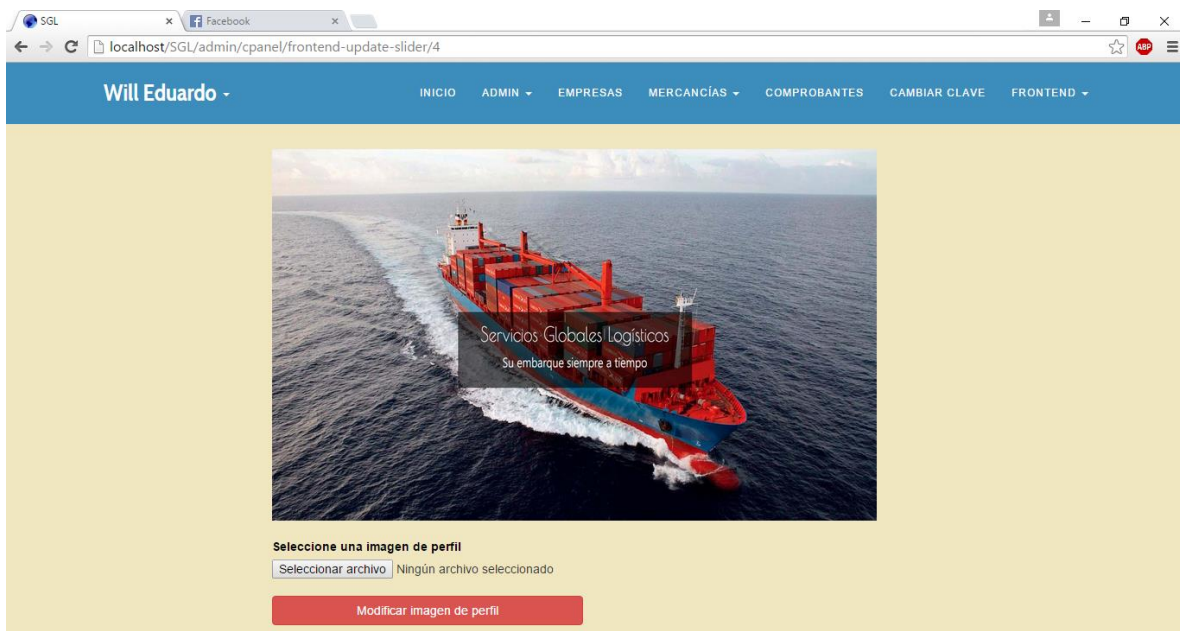 SGL
Facebook
localhost/SGL/admin/cpanel/frontend-update-slider/4
ABP
Will Eduardo
INICIO ADMIN EMPRESAS MERCANCÍAS COMPROBANTES CAMBIAR CLAVE FRONTEND
Servicios Globales Logísticos
Su embarque siempre a tiempo
Seleccione una imagen de perfil
Seleccionar archivo Ningún archivo seleccionado
Modificar imagen de perfil